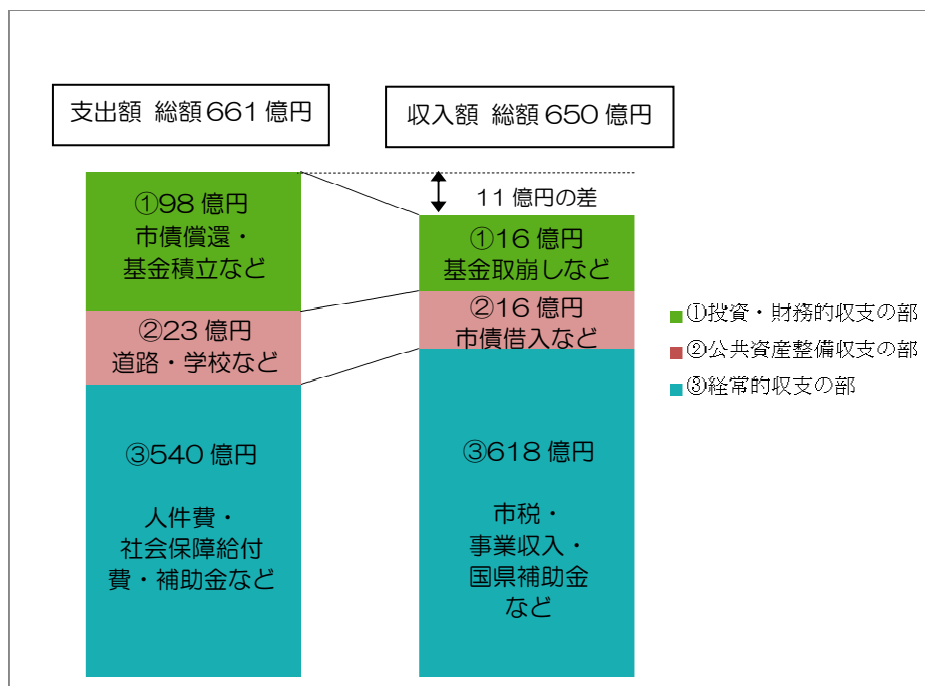 支出額 総額661億円
収入額 総額650億円
11億円の差
①98億円
市債償還・
基金積立など
②23億円
道路・学校など
③540億円
人件費・
社会保障給付
費・補助金など
①16億円
基金取崩しなど
②16億円
市債借入など
③618億円
市税・
事業収入・
国県補助金
など
①投資・財務的収支の部
②公共資産整備収支の部
③経常的収支の部